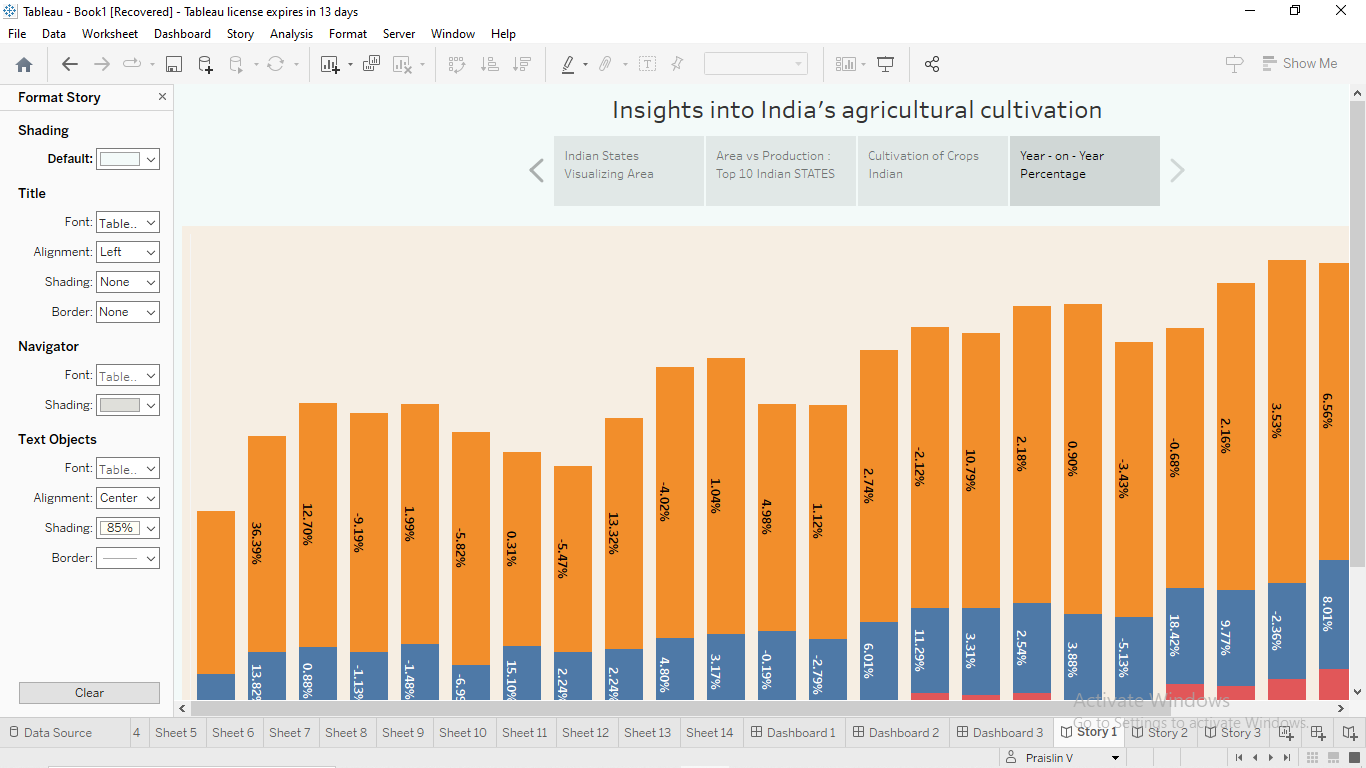 Tableau - Book1 [Recovered] - Tableau license expires in 13 days
File Data Worksheet Dashboard Story Analysis Format Server Window Help
Show Me
Format Story
Shading
Default:
Title
Font: Table..
Alignment: Left
Shading: None
Border: None
Navigator
Font: Table..
Shading:
Text Objects
Font: Table..
Alignment: Center
Shading: 85%
Border:
Clear
Insights into India's agricultural cultivation
Indian States
Visualizing Area
Area vs Production :
Top 10 Indian STATES
Cultivation of Crops
Indian
Year - on - Year
Percentage
36.39%
12.70%
-9.19%
1.99%
-5.82%
0.31%
-5.47%
13.32%
-4.02%
1.04%
4.98%
1.12%
2.74%
-2.12%
10.79%
2.18%
0.90%
-3.43%
-0.68%
2.16%
3.53%
6.56%
13.82%
0.88%
-1.13%
-1.48%
15.10%
2.24%
2.24%
4.80%
3.17%
-0.19%
-2.79%
6.01%
11.29%
3.31%
2.54%
3.88%
-5.13%
18.42%
9.77%
-2.36%
8.01%
Activate Windows
Go to Settings to activate Windows.
Data Source 4 Sheet 5 Sheet 6 Sheet 7 Sheet 8 Sheet 9 Sheet 10 Sheet 11 Sheet 12 Sheet 13 Sheet 14 Dashboard 1 Dashboard 2 Dashboard 3 Story 1 Story 2 Story 3
Praislin V